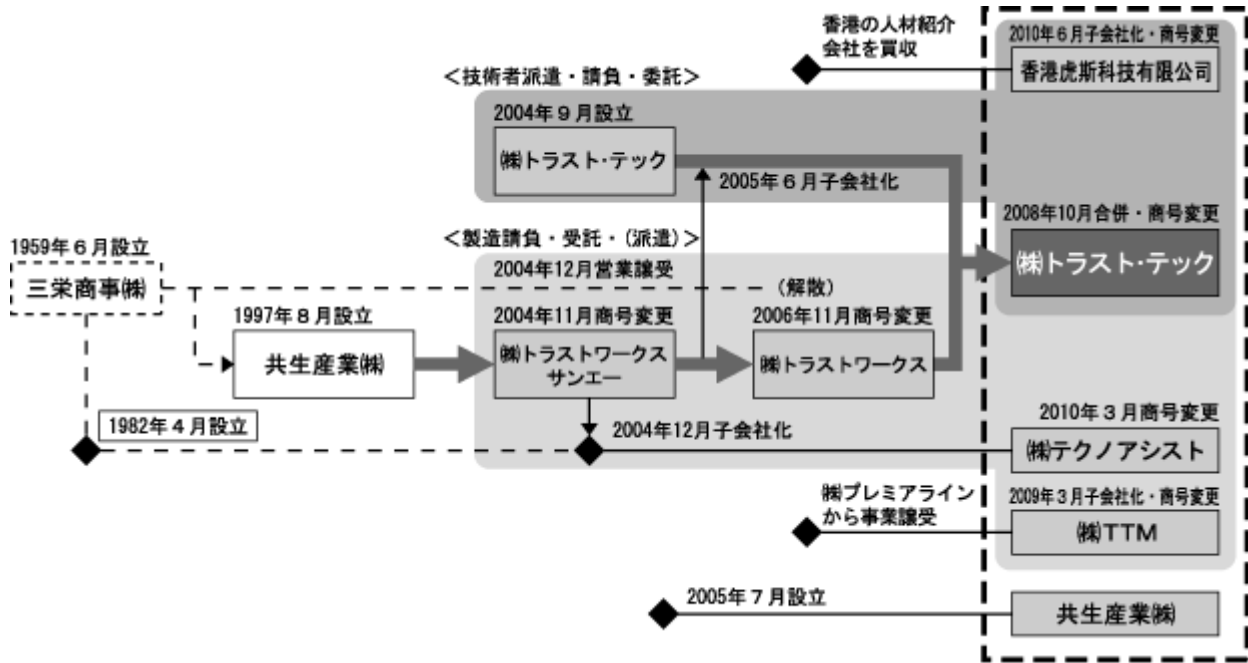 香港の人材紹介
会社を買収
2010年6月子会社化・商号変更
香港虎斯科技有限公司
＜技術者派遣・請負・委託＞
2004年9月設立
㈱トラスト・テック
2005年6月子会社化
2008年10月合併・商号変更
㈱トラスト・テック
＜製造請負・受託・(派遣)＞
1959年6月設立
三栄商事㈱
2004年12月営業譲受
(解散)
1997年8月設立
共生産業㈱
2004年11月商号変更
㈱トラストワークス
サンエー
2006年11月商号変更
㈱トラストワークス
1982年4月設立
2004年12月子会社化
2010年3月商号変更
㈱テクノアシスト
㈱プレミアライン
から事業譲受
2009年3月子会社化・商号変更
㈱TTM
2005年7月設立
共生産業㈱